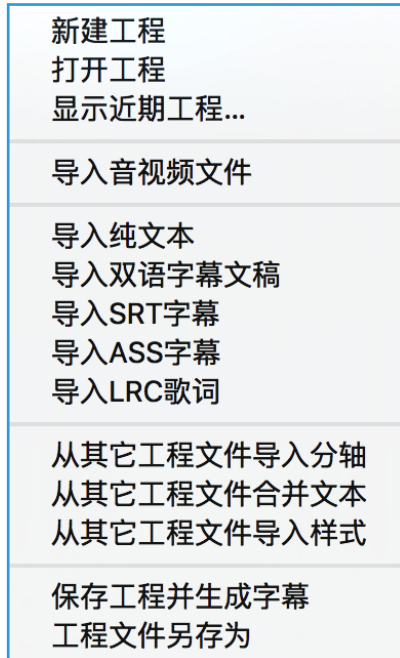 新建工程
打开工程
显示近期工程...
导入音视频文件
导入纯文本
导入双语字幕文稿
导入SRT字幕
导入ASS字幕
导入LRC歌词
从其它工程文件导入分轴
从其它工程文件合并文本
从其它工程文件导入样式
保存工程并生成字幕
工程文件另存为